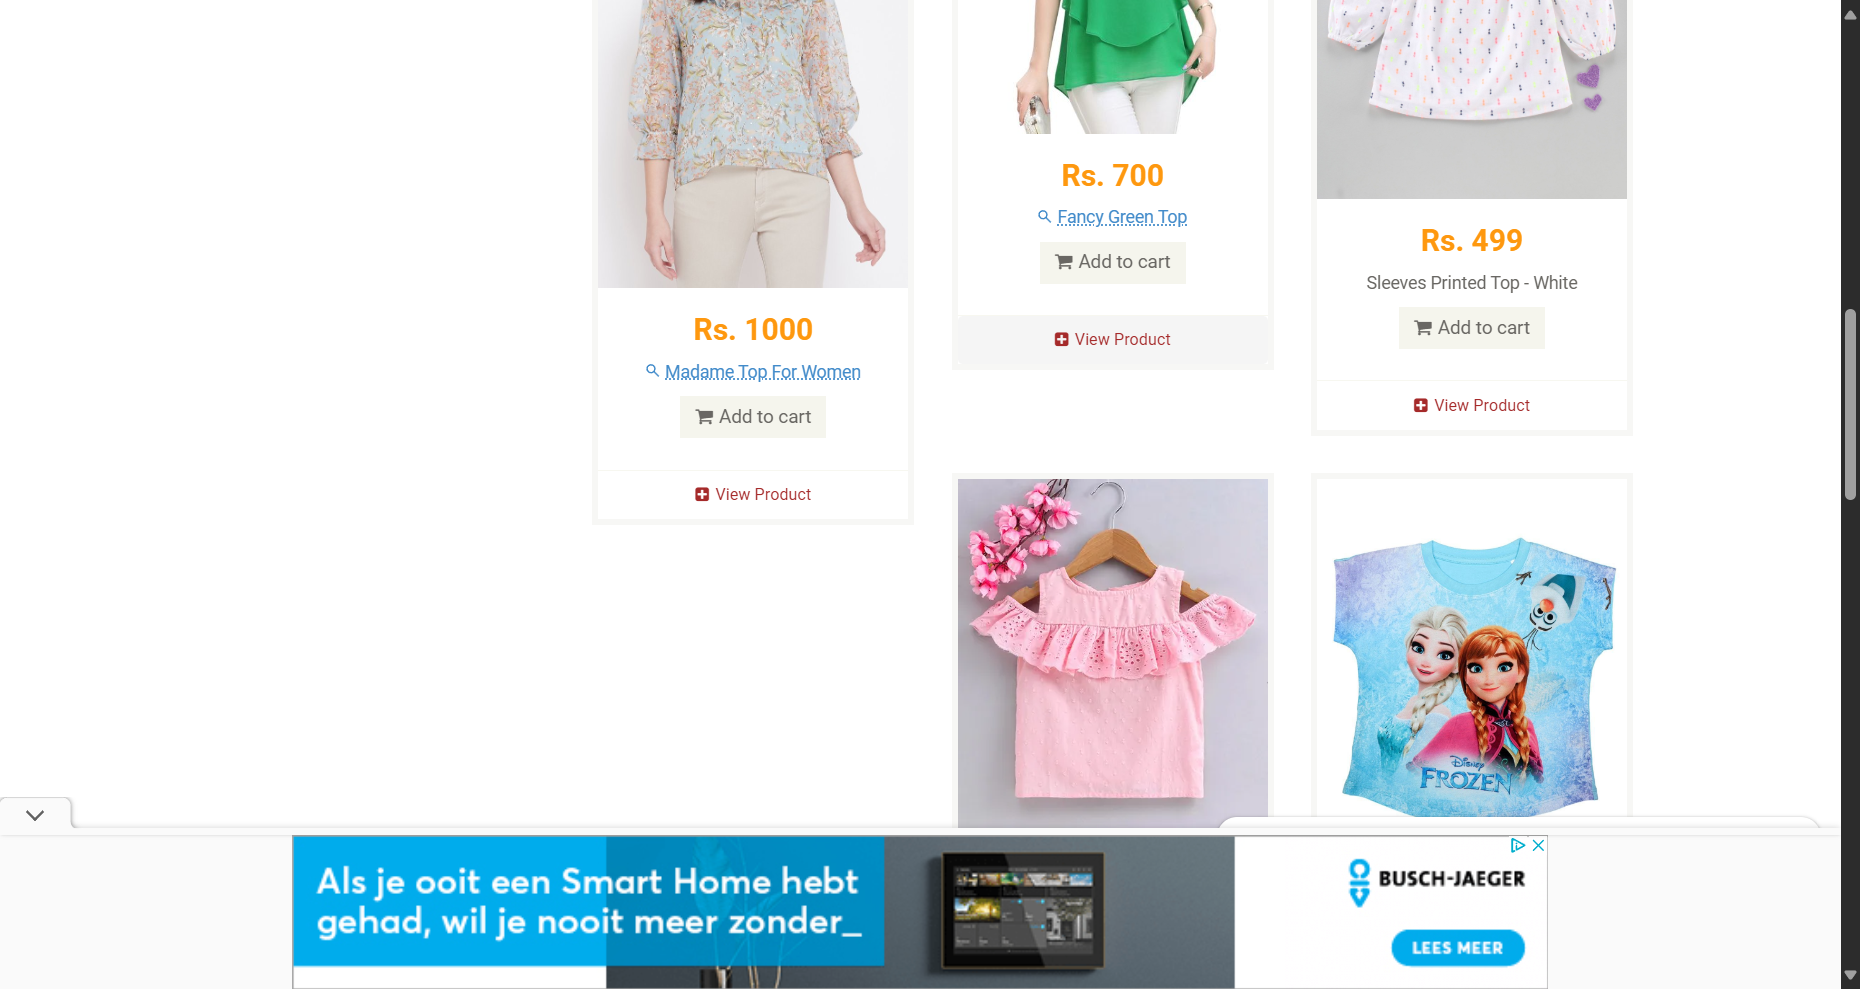 Rs. 1000
Madame Top For Women
Add to cart
View Product
Rs. 700
Fancy Green Top
Add to cart
View Product
Rs. 499
Sleeves Printed Top - White
Add to cart
View Product
Disney
FROZEN
Als je ooit een Smart Home hebt
gehad, wil je nooit meer zonder_
BUSCH-JAEGER
LEES MEER